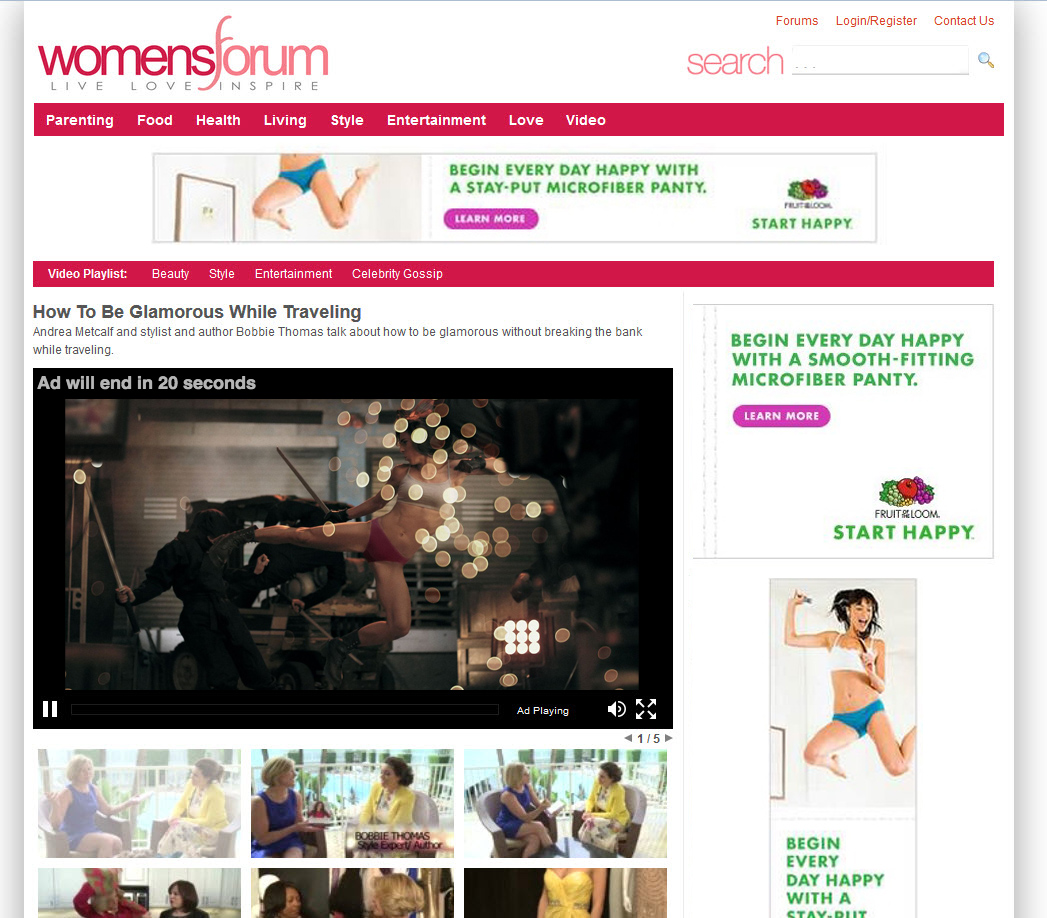 Forums Login/Register Contact Us
womensforum
LIVE LOVE INSPIRE
search
Parenting Food Health Living Style Entertainment Love Video
BEGIN EVERY DAY HAPPY WITH
A STAY-PUT MICROFIBER PANTY.
LEARN MORE
FRUIT OF THE LOOM.
START HAPPY.
Video Playlist: Beauty Style Entertainment Celebrity Gossip
How To Be Glamorous While Traveling
Andrea Metcalf and stylist and author Bobbie Thomas talk about how to be glamorous without breaking the bank
while traveling.
Ad will end in 20 seconds
Ad Playing
1 / 5
BOBBIE THOMAS
Style Expert/ Author
BEGIN EVERY DAY HAPPY
WITH A SMOOTH-FITTING
MICROFIBER PANTY.
LEARN MORE
FRUIT OF THE LOOM.
START HAPPY.
BEGIN
EVERY
DAY HAPPY
WITH A
STAY-PUT